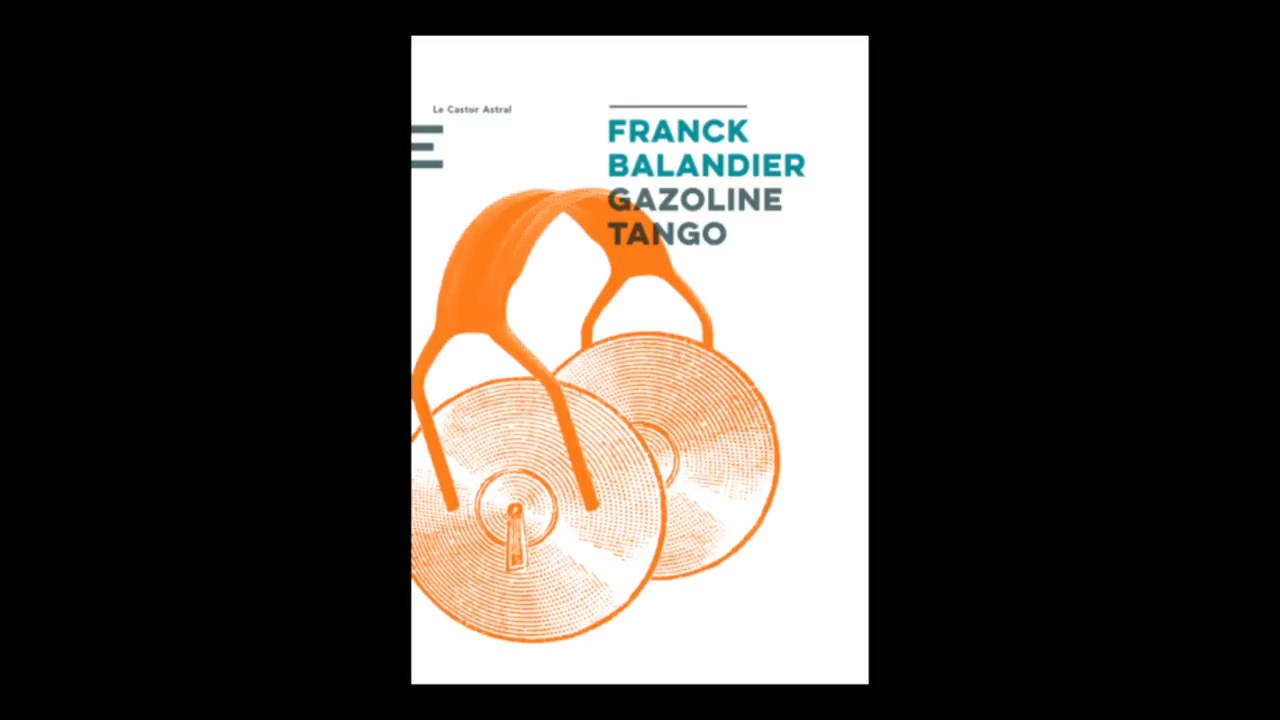 Le Castor Astral
E
FRANCK
BALANDIER
GAZOLINE
TANGO